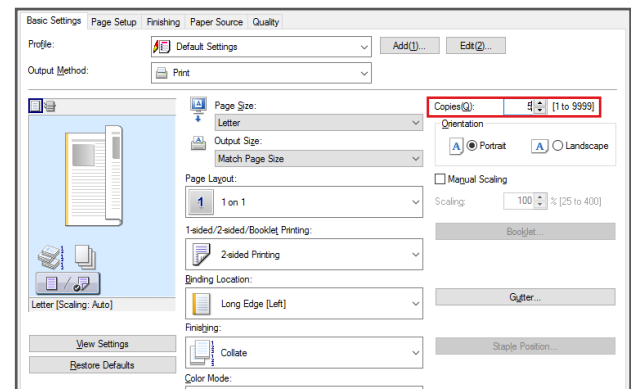 Basic Settings Page Setup Finishing Paper Source Quality
Profile: Default Settings Add(1)... Edit(2)...
Output Method: Print
Page Size: Copies(Q): 5 [1 to 9999]
Letter Orientation
Output Size: A Portrait A Landscape
Match Page Size
Page Layout: Manual Scaling
1 1 on 1 Scaling: 100 % [25 to 400]
1-sided/2-sided/Booklet Printing: Booklet...
2-sided Printing
Binding Location:
Letter [Scaling: Auto] Long Edge [Left] Gutter...
Finishing:
View Settings Collate Staple Position...
Restore Defaults
Color Mode: